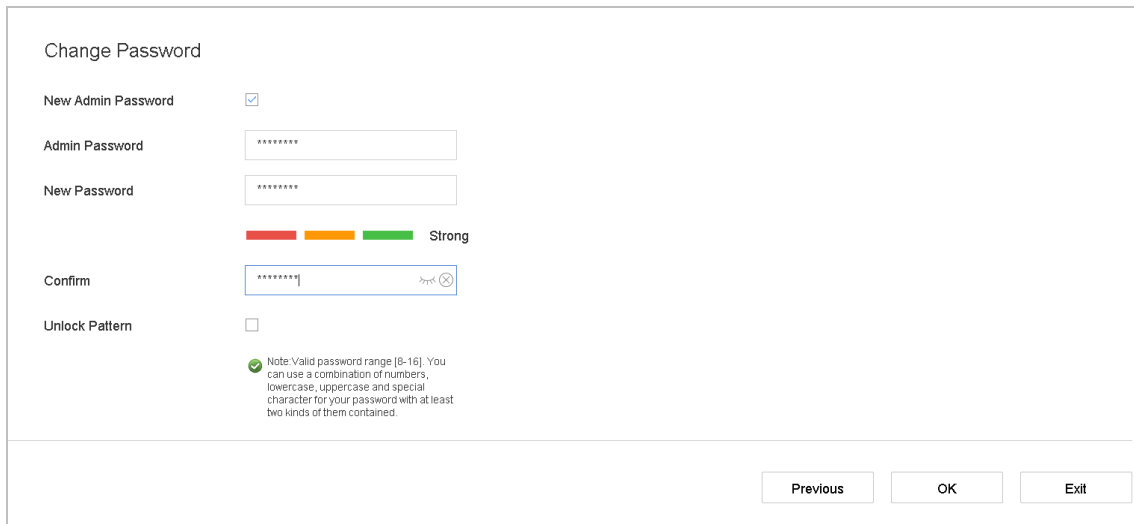 Change Password
New Admin Password
Admin Password ********
New Password ********
Strong
Confirm ********
Unlock Pattern
Note:Valid password range [8-16]. You
can use a combination of numbers,
lowercase, uppercase and special
character for your password with at least
two kinds of them contained.
Previous OK Exit